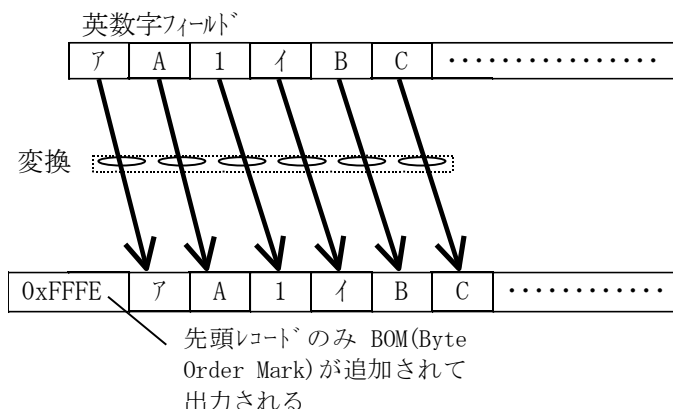 英数字ﾌｨｰﾙﾄﾞ
ｱ A 1 ｲ B C ・・・・・・・・・・・・・・・・
変換
0xFFFE ｱ A 1 ｲ B C ・・・・・・・・・・・・
先頭ﾚｺｰﾄﾞのみ BOM(Byte
Order Mark)が追加されて
出力される